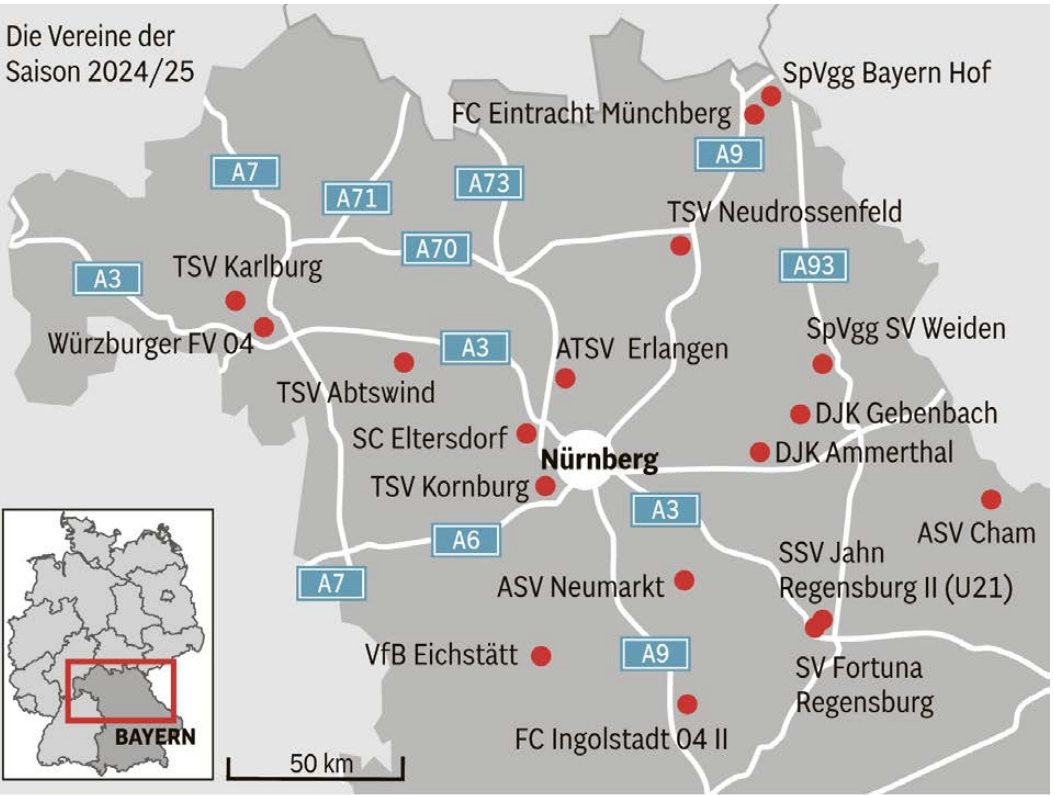 Die Vereine der
Saison 2024/25
SpVgg Bayern Hof
FC Eintracht Münchberg
A9
A7
A73
A71
TSV Neudrossenfeld
A70
A93
TSV Karlburg
A3
SpVgg SV Weiden
Würzburger FV 04
A3
ATSV Erlangen
TSV Abtswind
DJK Gebenbach
SC Eltersdorf
DJK Ammerthal
Nürnberg
TSV Kornburg
A3
ASV Cham
A6
SSV Jahn
Regensburg II (U21)
A7
ASV Neumarkt
VfB Eichstätt
A9
SV Fortuna
Regensburg
FC Ingolstadt 04 II
BAYERN
50 km